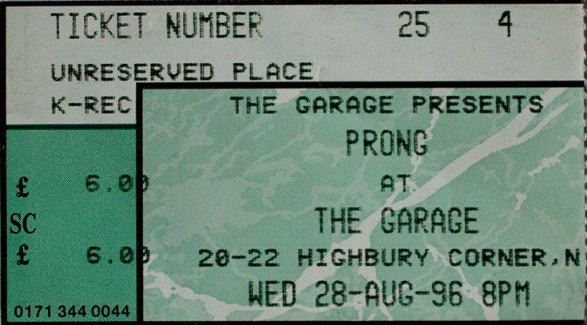 TICKET NUMBER 25 4
UNRESERVED PLACE
K-REC
THE GARAGE PRESENTS
PRONG
£ 6.00
AT
SC
THE GARAGE
£ 6.00
20-22 HIGHBURY CORNER,N
WED 28-AUG-96 8PM
0171 344 0044